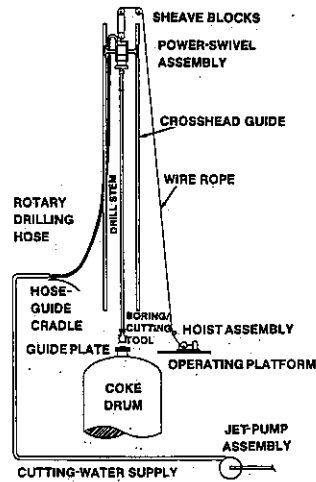 SHEAVE BLOCKS
POWER-SWIVEL
ASSEMBLY
CROSSHEAD GUIDE
WIRE ROPE
DRILL STEM
ROTARY
DRILLING
HOSE
HOSE-
GUIDE
CRADLE
BORING/
CUTTING
TOOL
HOIST ASSEMBLY
GUIDE PLATE
OPERATING PLATFORM
COKE
DRUM
JET-PUMP
ASSEMBLY
CUTTING-WATER SUPPLY